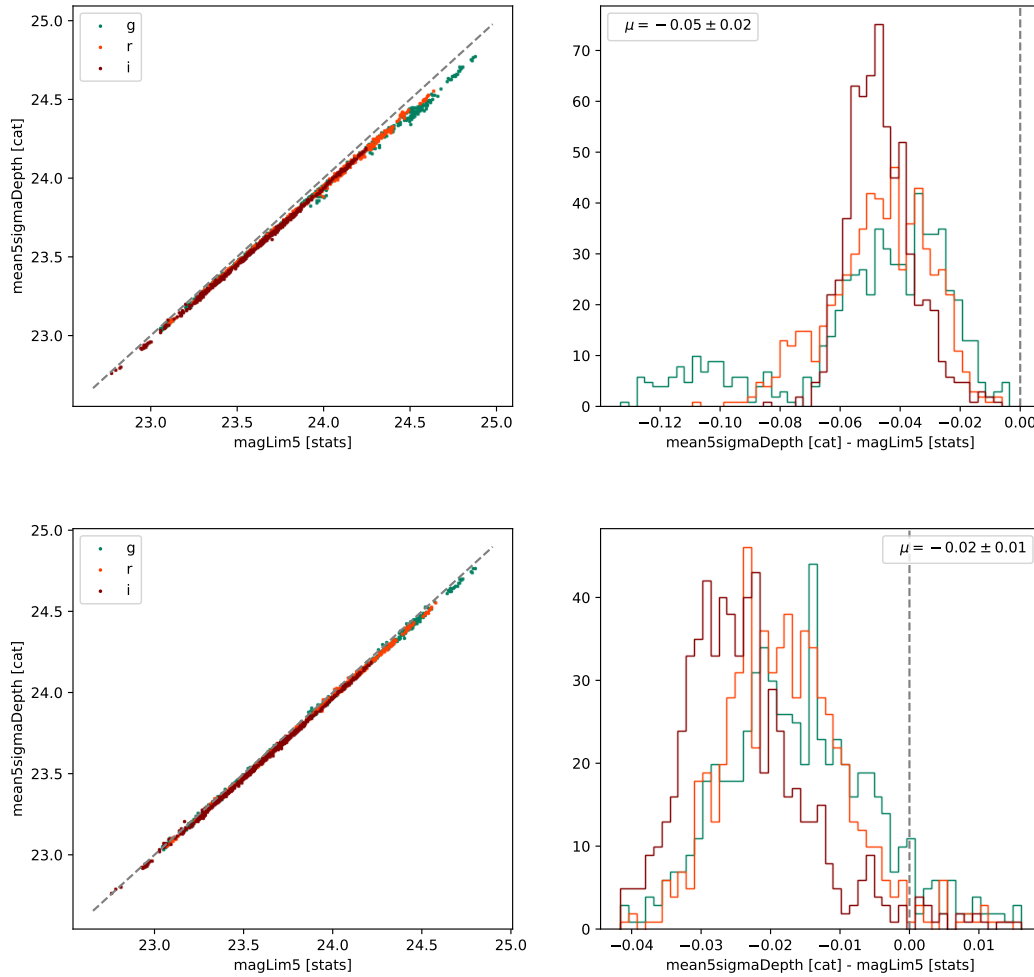 25.0
24.5
24.0
23.5
23.0
mean5sigmaDepth [cat]
g
r
i
23.0 23.5 24.0 24.5 25.0
magLim5 [stats]
μ = −0.05 ± 0.02
70
60
50
40
30
20
10
0
−0.12 −0.10 −0.08 −0.06 −0.04 −0.02 0.00
mean5sigmaDepth [cat] - magLim5 [stats]
25.0
24.5
24.0
23.5
23.0
mean5sigmaDepth [cat]
g
r
i
23.0 23.5 24.0 24.5 25.0
magLim5 [stats]
μ = −0.02 ± 0.01
40
30
20
10
0
−0.04 −0.03 −0.02 −0.01 0.00 0.01
mean5sigmaDepth [cat] - magLim5 [stats]